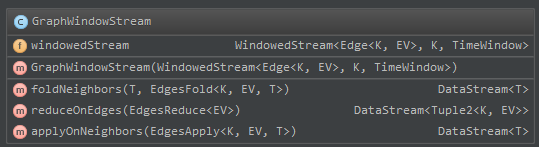 C GraphWindowStream
f windowedStream WindowedStream<Edge<K, EV>, K, TimeWindow>
m GraphWindowStream(WindowedStream<Edge<K, EV>, K, TimeWindow>)
m foldNeighbors(T, EdgesFold<K, EV, T>) DataStream<T>
m reduceOnEdges(EdgesReduce<EV>) DataStream<Tuple2<K, EV>>
m applyOnNeighbors(EdgesApply<K, EV, T>) DataStream<T>